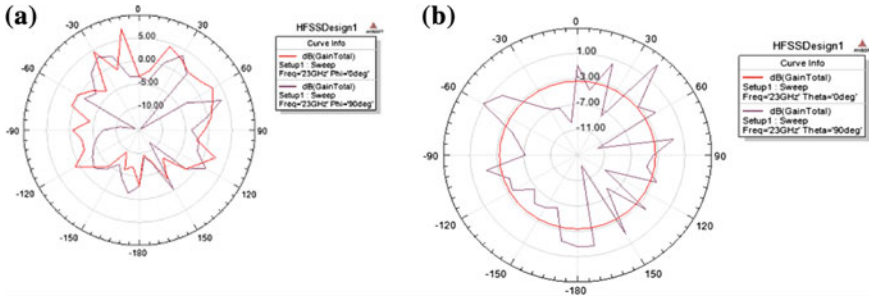 (a)
HFSSDesign1
Curve Info
dB(GainTotal)
Setup1 : Sweep
Freq='23GHz' Phi='0deg'
dB(GainTotal)
Setup1 : Sweep
Freq='23GHz' Phi='90deg'
0
-30
30
5.00
0.00
-60
60
-5.00
-10.00
-90
90
-120
120
-150
150
-180
(b)
HFSSDesign1
Curve Info
dB(GainTotal)
Setup1 : Sweep
Freq='23GHz' Theta='0deg'
dB(GainTotal)
Setup1 : Sweep
Freq='23GHz' Theta='90deg'
0
-30
30
1.00
-3.00
-60
60
-7.00
-11.00
-90
90
-120
120
-150
150
-180